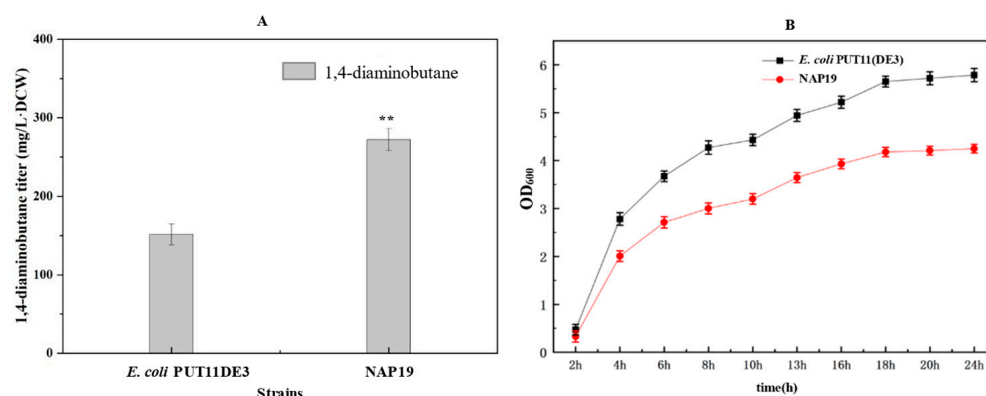 A
1,4-diaminobutane titer (mg/L·DCW)
400
300
200
100
0
1,4-diaminobutane
**
E. coli PUT11DE3
NAP19
Strains
B
OD600
6
5
4
3
2
1
0
E. coli PUT11(DE3)
NAP19
2h 4h 6h 8h 10h 13h 16h 18h 20h 24h
time(h)